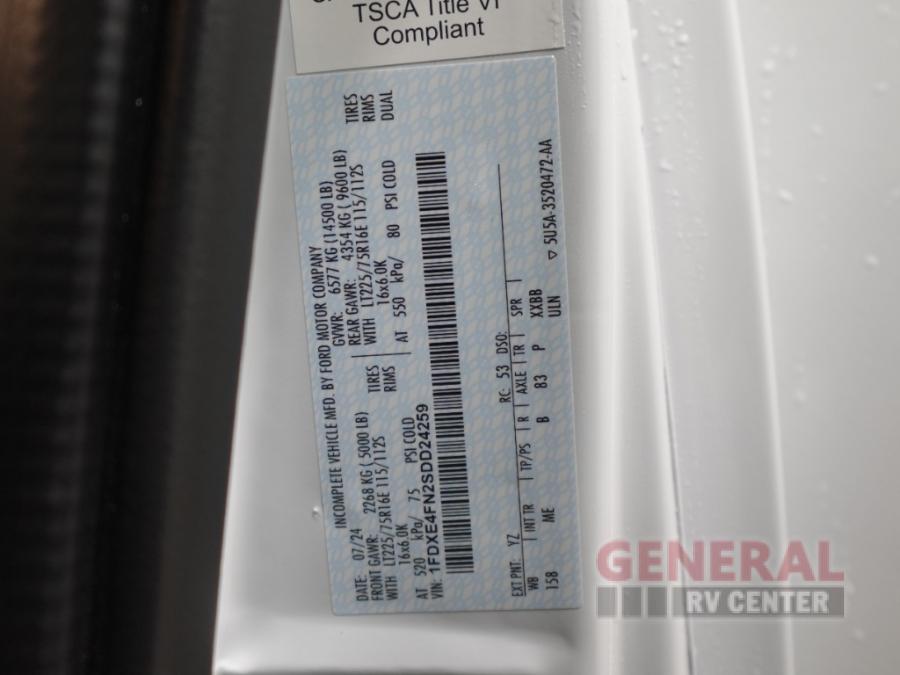 TSCA Title VI
Compliant
INCOMPLETE VEHICLE MFD. BY FORD MOTOR COMPANY
DATE: 07/24 GVWR: 6577 KG (14500 LB)
FRONT GAWR: 2268 KG ( 5000 LB) REAR GAWR: 4354 KG ( 9600 LB)
WITH LT225/75R16E 115/112S TIRES WITH LT225/75R16E 115/112S TIRES
16x6.0K RIMS 16x6.0K RIMS
AT 520 kPa/ 75 PSI COLD AT 550 kPa/ 80 PSI COLD DUAL
VIN: 1FDXE4FN2SDD24259
EXT PNT: YZ RC: 53 DSO:
WB INT TR TP/PS R AXLE TR SPR
158 ME B 83 P XXBB
ULN
▽ 5U5A-3520472-AA
GENERAL
RV CENTER